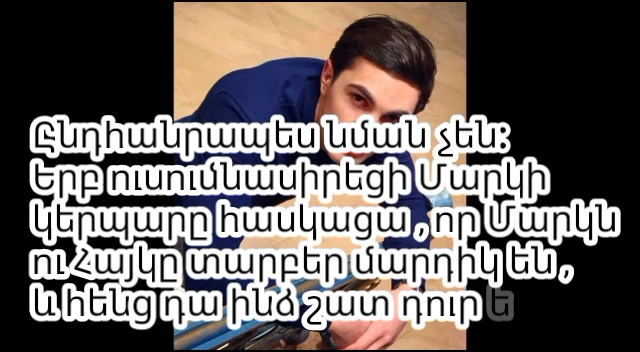 Ընդհանրապես նման չեն:
Երբ ուսումնասիրեցի Մարկի
կերպարը հասկացա , որ Մարկն
ու Հայկը տարբեր մարդիկ են ,
և հենց դա ինձ շատ դուր ե